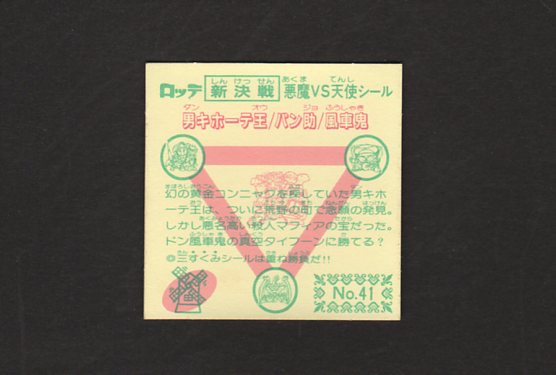 ロッテ 新決戦 悪魔VS天使シール
男キホーテ王/パン助/風車鬼
幻の黄金コンニャクを探していた男キホ
ーテ王は、ついに荒野の町で念願の発見。
しかし悪名高い殺人マフィアの宝だった。
ドン風車鬼の真空タイフーンに勝てる?
◎三すくみシールは重ね勝負だ!!
No.41